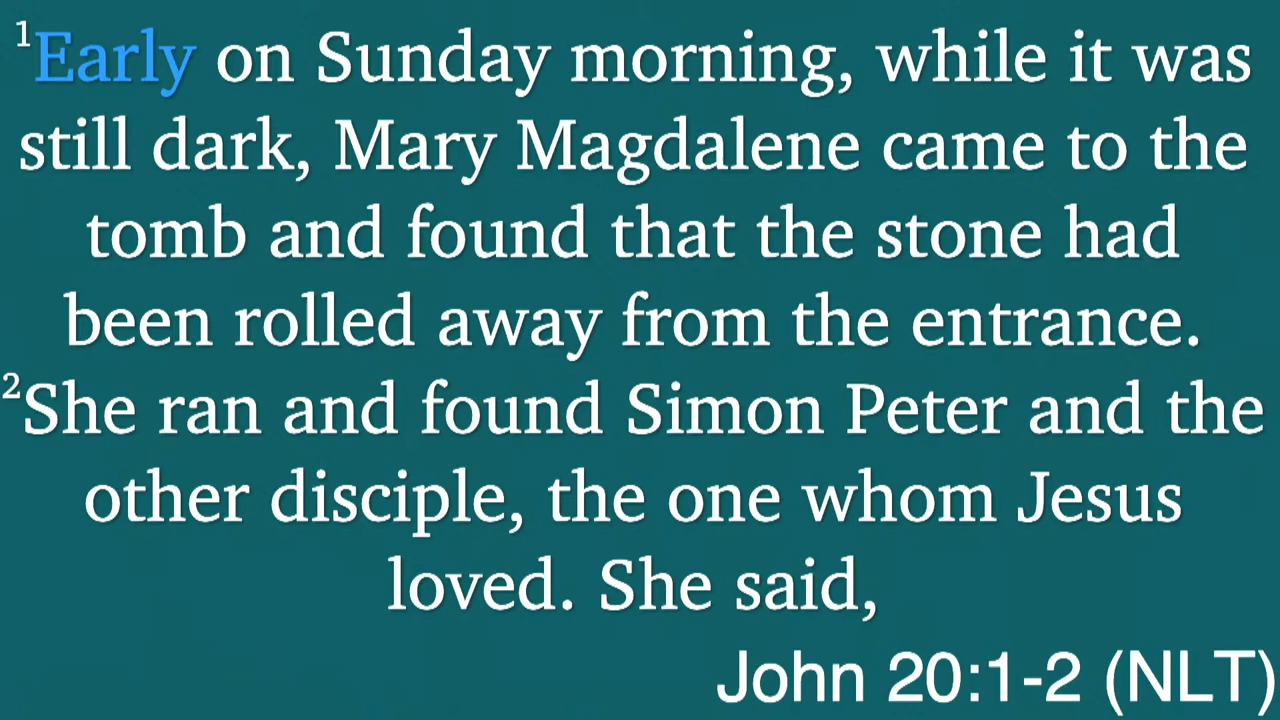 ¹Early on Sunday morning, while it was
still dark, Mary Magdalene came to the
tomb and found that the stone had
been rolled away from the entrance.
²She ran and found Simon Peter and the
other disciple, the one whom Jesus
loved. She said,
John 20:1-2 (NLT)